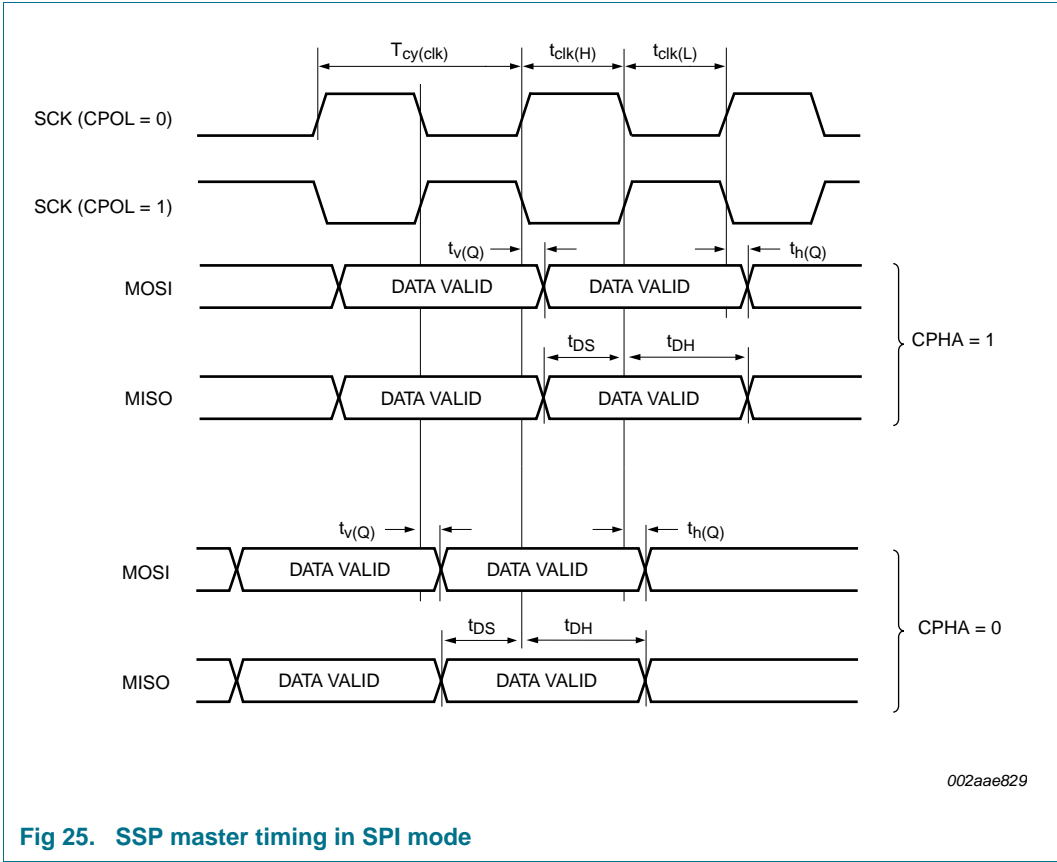 Tcy(clk) tclk(H) tclk(L)
SCK (CPOL = 0)
SCK (CPOL = 1)
tv(Q) th(Q)
MOSI DATA VALID DATA VALID
CPHA = 1
tDS tDH
MISO DATA VALID DATA VALID
tv(Q) th(Q)
MOSI DATA VALID DATA VALID
CPHA = 0
tDS tDH
MISO DATA VALID DATA VALID
002aae829
Fig 25. SSP master timing in SPI mode